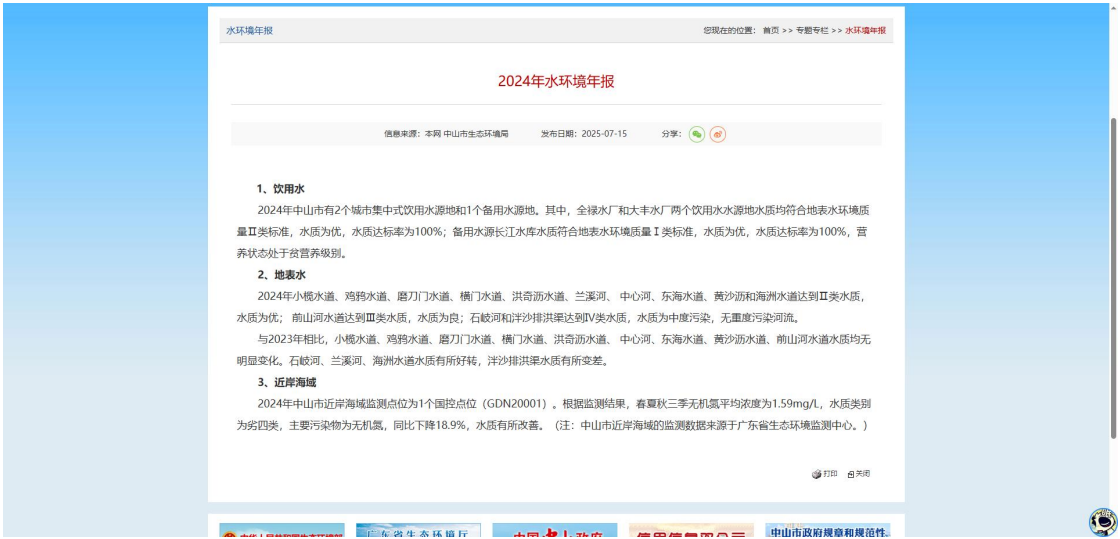 水环境年报
您现在的位置： 首页 >> 专题专栏 >> 水环境年报
2024年水环境年报
信息来源：本网 中山市生态环境局 发布日期：2025-07-15 分享：
1、饮用水
2024年中山市有2个城市集中式饮用水源地和1个备用水源地。其中，全禄水厂和大丰水厂两个饮用水水源地水质均符合地表水环境质
量Ⅱ类标准，水质为优，水质达标率为100%；备用水源长江水库水质符合地表水环境质量Ⅰ类标准，水质为优，水质达标率为100%，营
养状态处于贫营养级别。
2、地表水
2024年小榄水道、鸡鸦水道、磨刀门水道、横门水道、洪奇沥水道、兰溪河、 中心河、东海水道、黄沙沥和海洲水道达到Ⅱ类水质，
水质为优； 前山河水道达到Ⅲ类水质，水质为良；石岐河和泮沙排洪渠达到Ⅳ类水质，水质为中度污染，无重度污染河流。
与2023年相比，小榄水道、鸡鸦水道、磨刀门水道、横门水道、洪奇沥水道、 中心河、东海水道、黄沙沥水道、前山河水道水质均无
明显变化。石岐河、兰溪河、海洲水道水质有所好转，泮沙排洪渠水质有所变差。
3、近岸海域
2024年中山市近岸海域监测点位为1个国控点位（GDN20001）。根据监测结果，春夏秋三季无机氮平均浓度为1.59mg/L，水质类别
为劣四类，主要污染物为无机氮，同比下降18.9%，水质有所改善。（注：中山市近岸海域的监测数据来源于广东省生态环境监测中心。）
打印 关闭
广东省生态环境厅
中山市政府规章和规范性